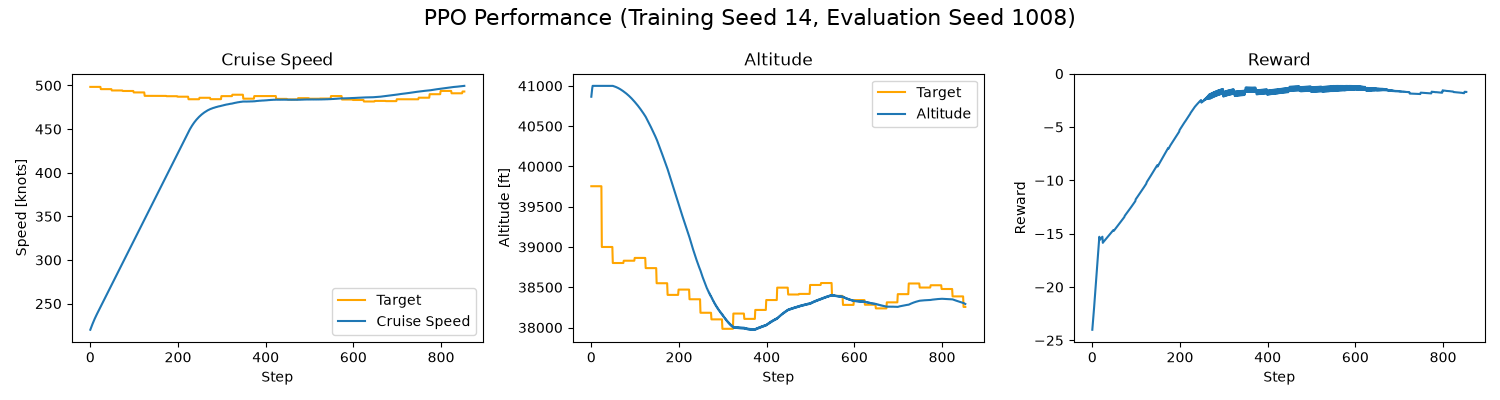 PPO Performance (Training Seed 14, Evaluation Seed 1008)
Cruise Speed
Speed [knots]
500
450
400
350
300
250
0 200 400 600 800
Step
Target
Cruise Speed
Altitude
Altitude [ft]
41000
40500
40000
39500
39000
38500
38000
0 200 400 600 800
Step
Target
Altitude
Reward
Reward
0
−5
−10
−15
−20
−25
0 200 400 600 800
Step